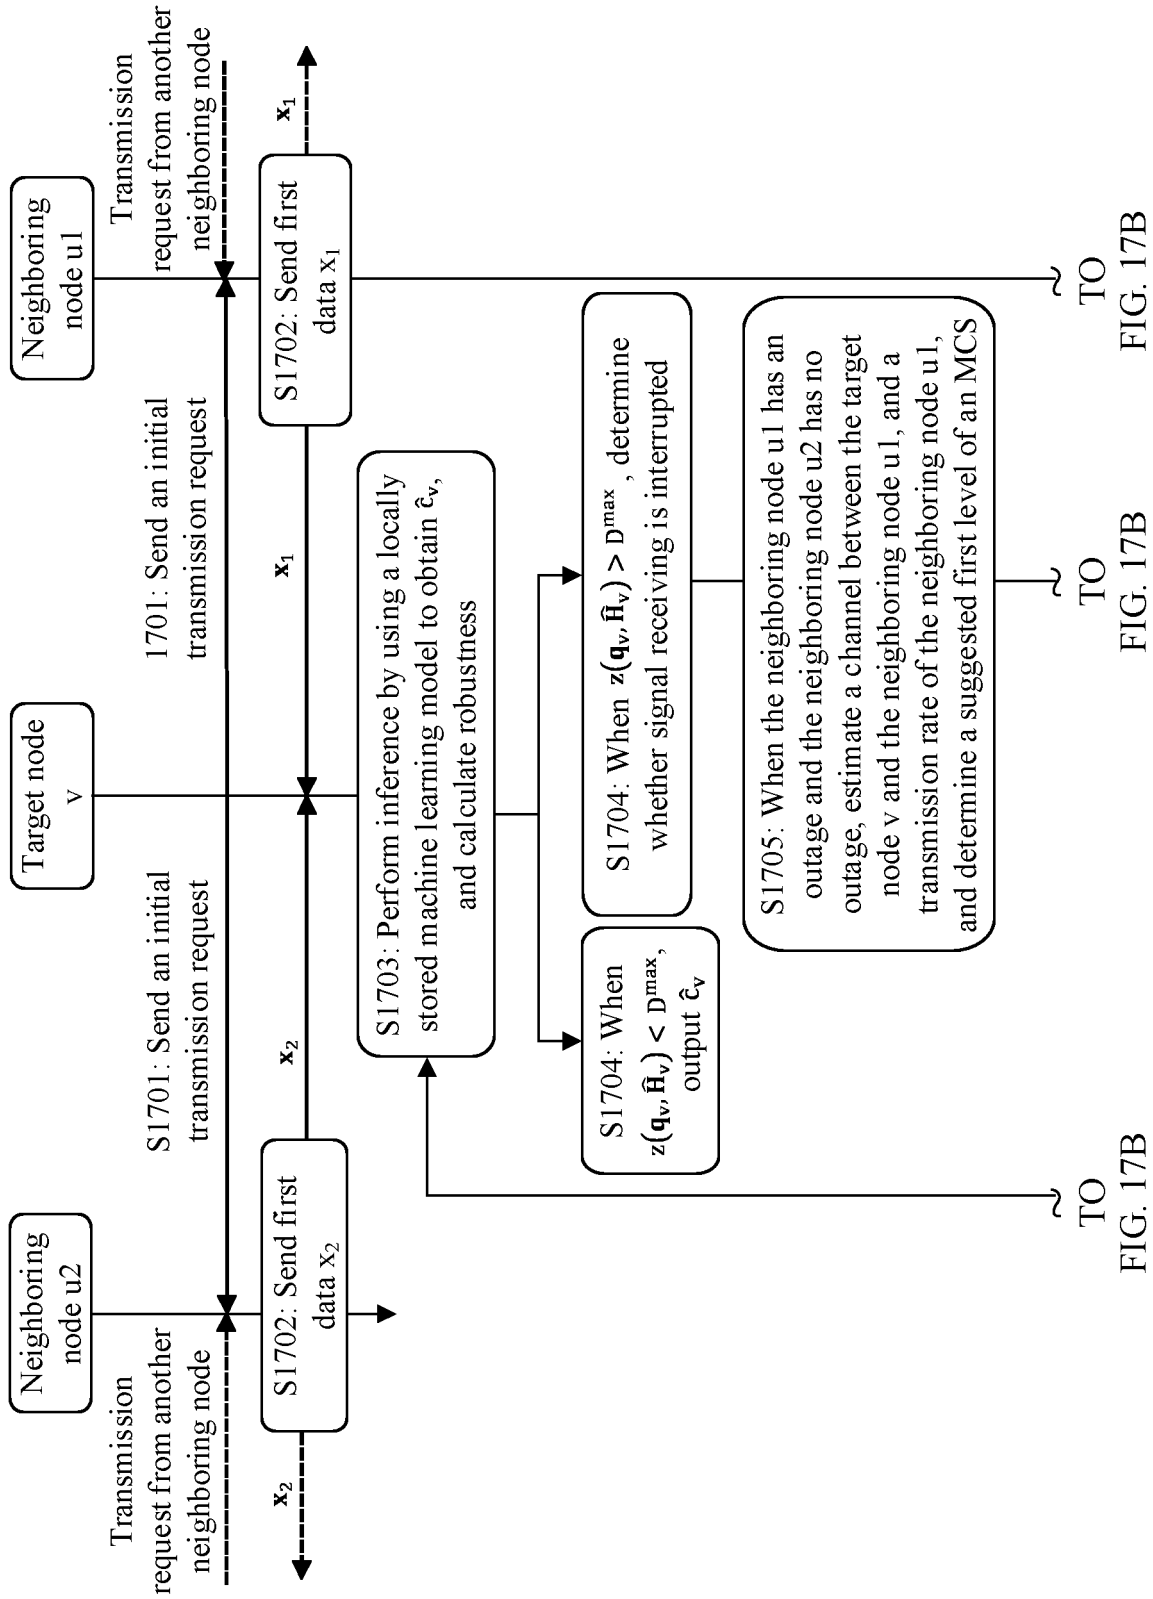 Neighboring
node u2
Target node
v
Neighboring
node u1
Transmission
request from another
neighboring node
S1701: Send an initial
transmission request
1701: Send an initial
transmission request
Transmission
request from another
neighboring node
x₂
S1702: Send first
data x₂
x₂
x₁
S1702: Send first
data x₁
x₁
S1703: Perform inference by using a locally
stored machine learning model to obtain ĉᵥ,
and calculate robustness
S1704: When
z(qᵥ, Ĥᵥ) < Dᵐᵃˣ,
output ĉᵥ
S1704: When z(qᵥ, Ĥᵥ) > Dᵐᵃˣ, determine
whether signal receiving is interrupted
S1705: When the neighboring node u1 has an
outage and the neighboring node u2 has no
outage, estimate a channel between the target
node v and the neighboring node u1, and a
transmission rate of the neighboring node u1,
and determine a suggested first level of an MCS
TO
FIG. 17B
TO
FIG. 17B
TO
FIG. 17B